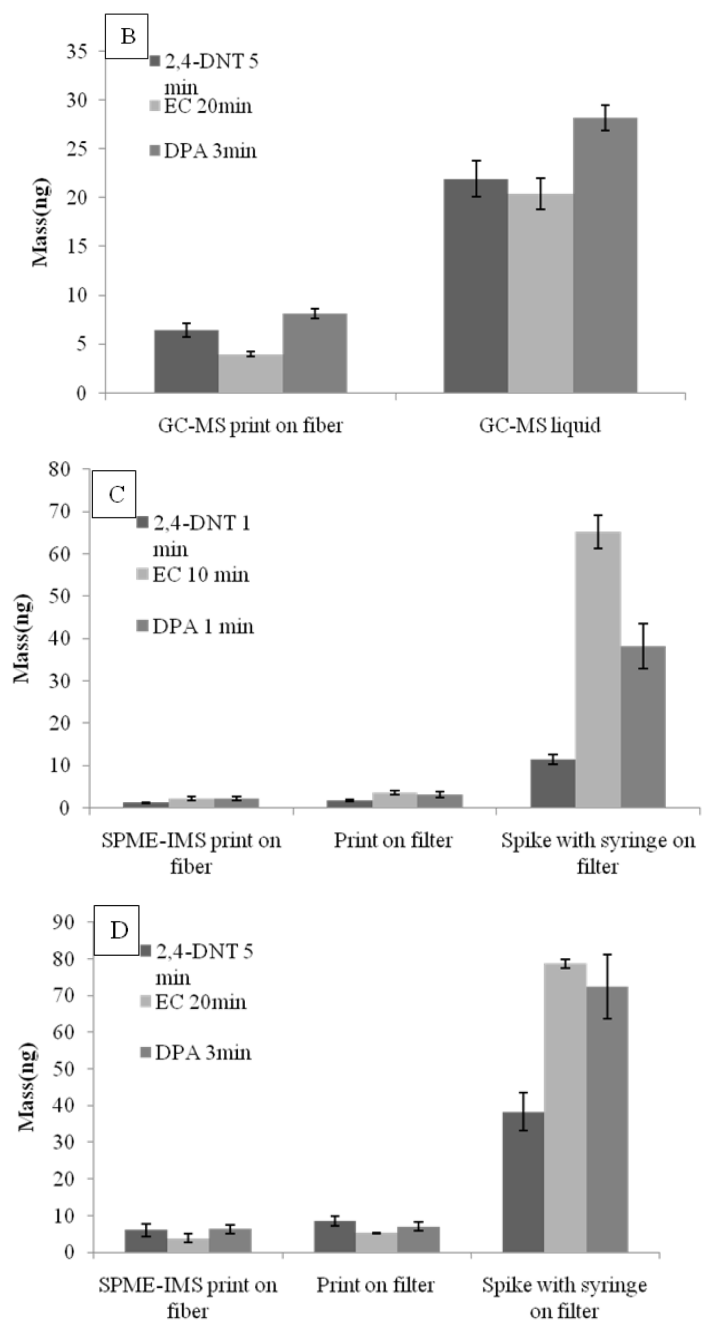 B
35
30
25
20
15
10
5
0
Mass(ng)
2,4-DNT 5
min
EC 20min
DPA 3min
GC-MS print on fiber
GC-MS liquid
C
80
70
60
50
40
30
20
10
0
Mass(ng)
2,4-DNT 1
min
EC 10 min
DPA 1 min
SPME-IMS print on
fiber
Print on filter
Spike with syringe on
filter
D
90
80
70
60
50
40
30
20
10
0
Mass(ng)
2,4-DNT 5
min
EC 20min
DPA 3min
SPME-IMS print on
fiber
Print on filter
Spike with syringe
on filter